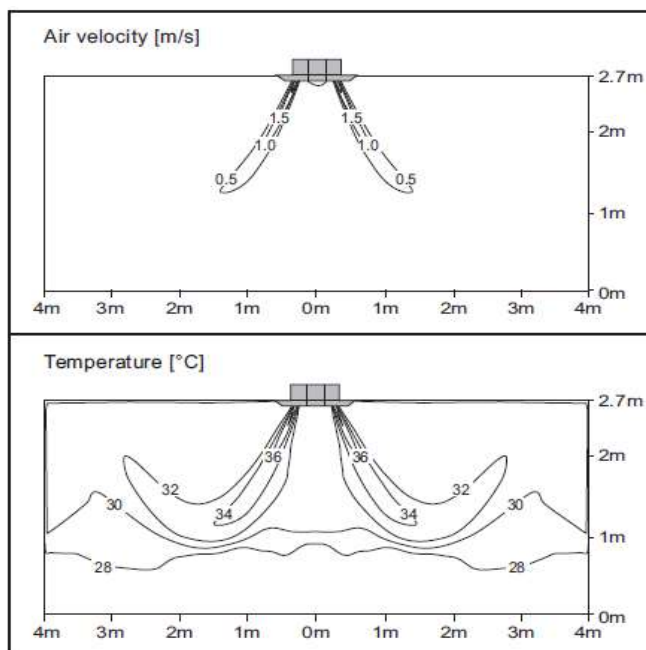 Air velocity [m/s]
2.7m
1.5 1.5
2m
1.0 1.0
0.5 0.5
1m
0m
4m 3m 2m 1m 0m 1m 2m 3m 4m
Temperature [°C]
2.7m
36 36
2m
32 32
30 30
34 34
1m
28 28
0m
4m 3m 2m 1m 0m 1m 2m 3m 4m